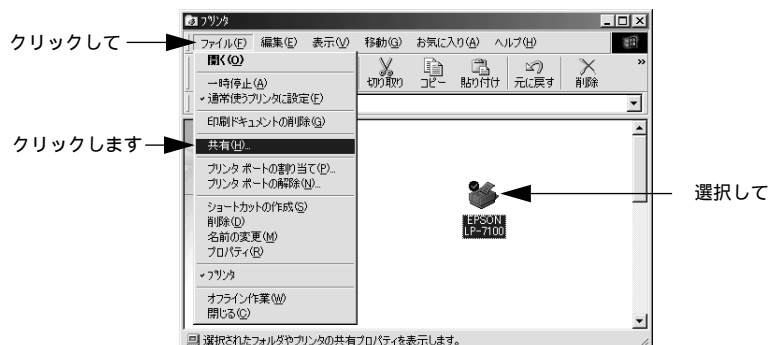 プリンタ
クリックして
ファイル(F) 編集(E) 表示(V) 移動(G) お気に入り(A) ヘルプ(H)
切り取り コピー 貼り付け 元に戻す 削除 »
開く(O)
一時停止(A)
通常使うプリンタに設定(F)
印刷ドキュメントの削除(G)
クリックします
共有(H)...
プリンタ ポートの割り当て(P)...
プリンタ ポートの解除(N)...
選択して
EPSON
LP-7100
ショートカットの作成(S)
削除(D)
名前の変更(M)
プロパティ(R)
プリンタ
オフライン作業(W)
閉じる(C)
選択されたフォルダやプリンタの共有プロパティを表示します。